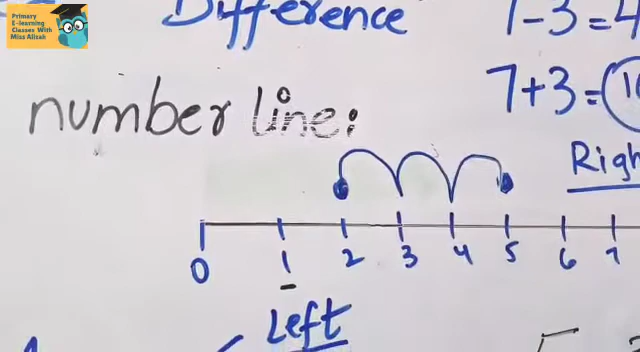 Primary
E-learning
Classes With
Miss Alisah
Difference
7-3=4
7+3=
number line:
Righ
0 1 2 3 4 5 6 7
Left